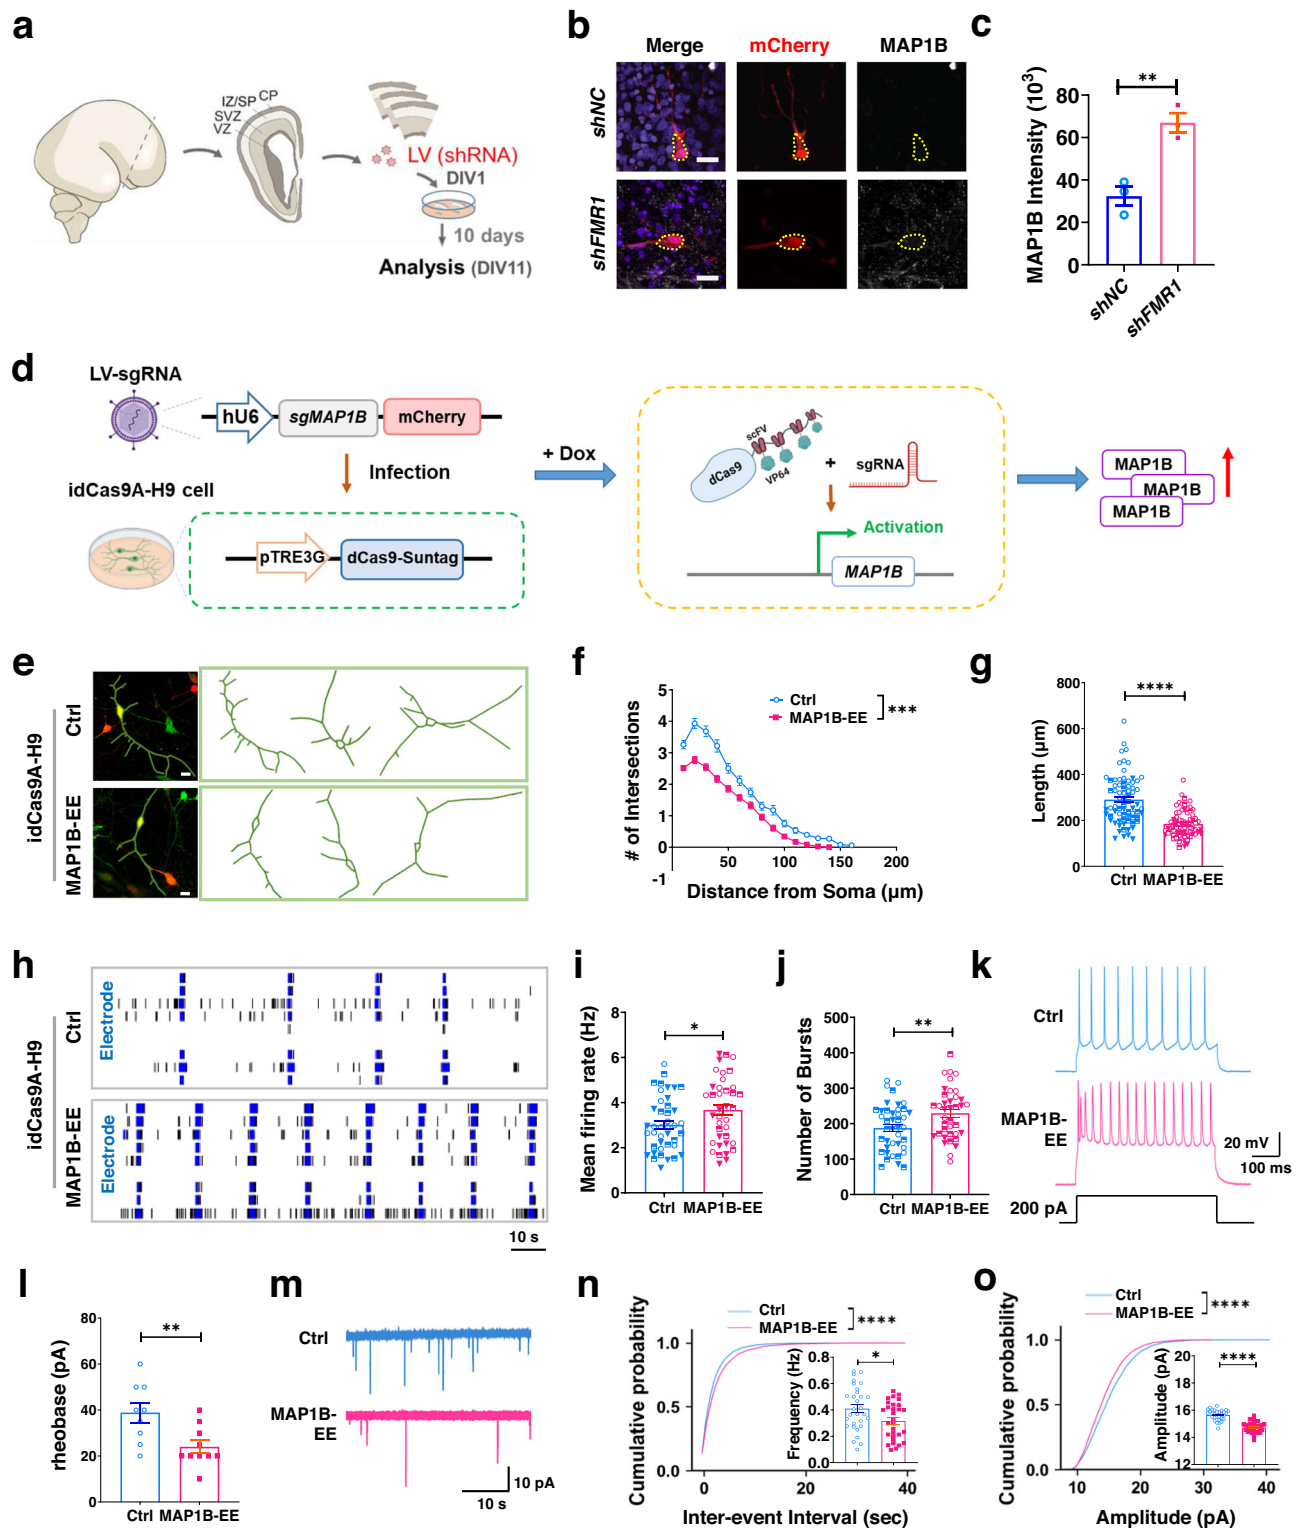 a
IZ/SP CP
SVZ
VZ
LV (shRNA)
DIV1
10 days
Analysis (DIV11)
b
Merge mCherry MAP1B
shNC
shFMR1
c
**
MAP1B Intensity (10³)
80
60
40
20
0
shNC
shFMR1
d
LV-sgRNA
hU6 sgMAP1B mCherry
Infection
idCas9A-H9 cell
pTRE3G dCas9-Suntag
+ Dox
scFV
dCas9
VP64
+
sgRNA
Activation
MAP1B
MAP1B
MAP1B
MAP1B
e
idCas9A-H9
Ctrl
MAP1B-EE
f
# of Intersections
5
4
3
2
1
0
-1
50 100 150 200
Distance from Soma (µm)
Ctrl
MAP1B-EE
***
g
Length (µm)
800
600
400
200
0
****
Ctrl MAP1B-EE
h
idCas9A-H9
Ctrl
Electrode
MAP1B-EE
Electrode
10 s
i
Mean firing rate (Hz)
8
6
4
2
0
*
Ctrl MAP1B-EE
j
Number of Bursts
500
400
300
200
100
0
**
Ctrl MAP1B-EE
k
Ctrl
MAP1B-
EE
20 mV
100 ms
200 pA
l
rheobase (pA)
80
60
40
20
0
**
Ctrl MAP1B-EE
m
Ctrl
MAP1B-
EE
10 pA
10 s
n
Cumulative probability
1.0
0.5
0.0
0 20 40
Inter-event Interval (sec)
Ctrl
MAP1B-EE
****
Frequency (Hz)
0.8
0.6
0.4
0.2
0.0
*
o
Cumulative probability
1.0
0.5
0.0
10 20 30 40
Amplitude (pA)
Ctrl
MAP1B-EE
****
Amplitude (pA)
20
16
14
12
****